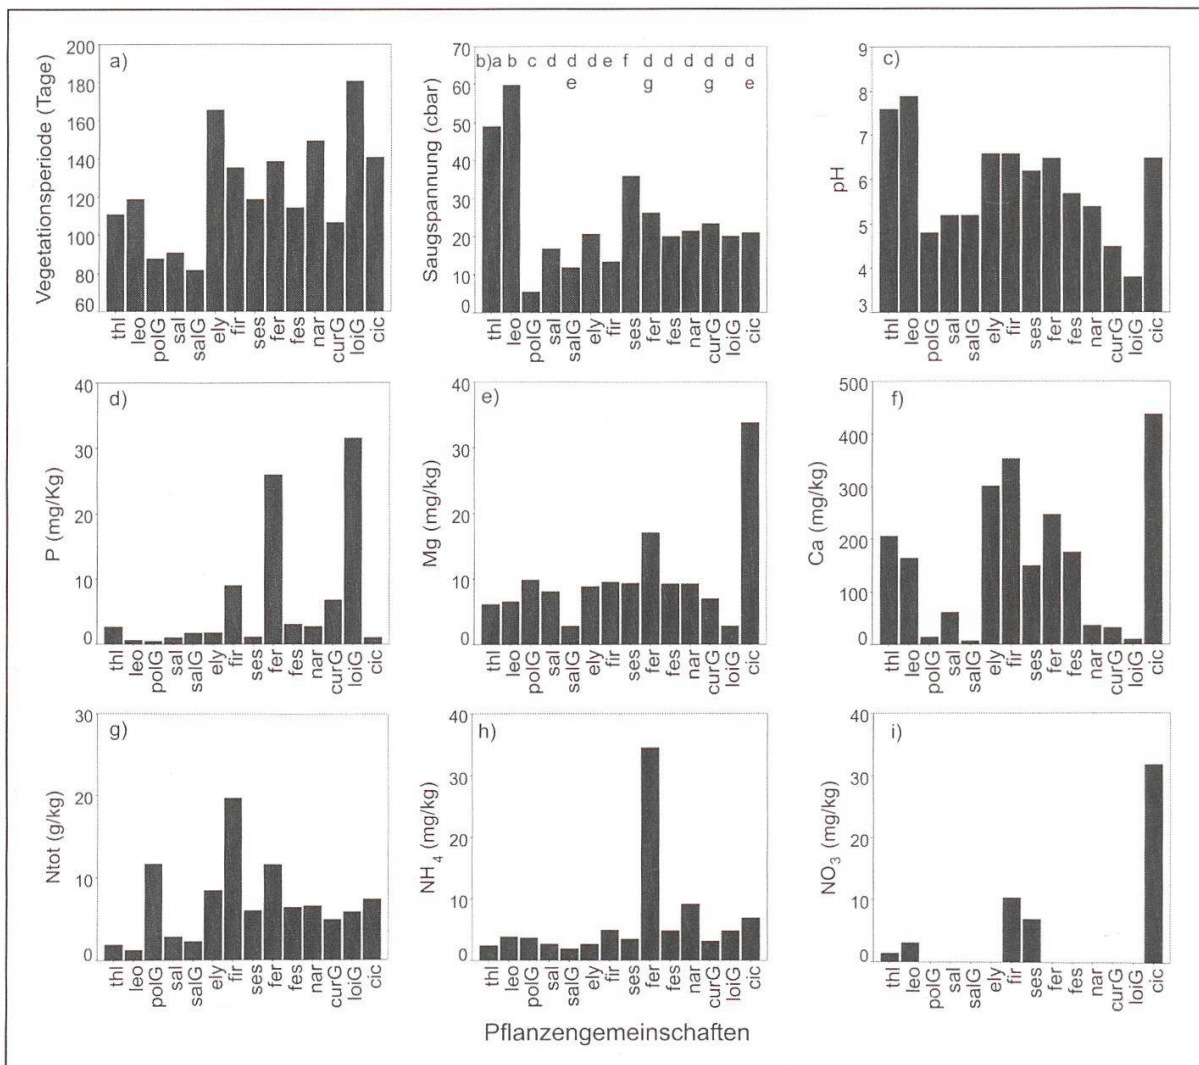 a)
Vegetationsperiode (Tage)
200
180
160
140
120
100
80
60
thl leo polG sal salG ely fir ses fer fes nar curG loiG cic
b) a b c d d d e f d d d d d d
e g g e
Saugspannung (cbar)
70
60
50
40
30
20
10
0
thl leo polG sal salG ely fir ses fer fes nar curG loiG cic
c)
pH
9
8
7
6
5
4
3
thl leo polG sal salG ely fir ses fer fes nar curG loiG cic
d)
P (mg/Kg)
40
30
20
10
0
thl leo polG sal salG ely fir ses fer fes nar curG loiG cic
e)
Mg (mg/kg)
40
30
20
10
0
thl leo polG sal salG ely fir ses fer fes nar curG loiG cic
f)
Ca (mg/kg)
500
400
300
200
100
0
thl leo polG sal salG ely fir ses fer fes nar curG loiG cic
g)
Ntot (g/kg)
30
20
10
0
thl leo polG sal salG ely fir ses fer fes nar curG loiG cic
h)
NH4 (mg/kg)
40
30
20
10
0
thl leo polG sal salG ely fir ses fer fes nar curG loiG cic
i)
NO3 (mg/kg)
40
30
20
10
0
thl leo polG sal salG ely fir ses fer fes nar curG loiG cic
Pflanzengemeinschaften